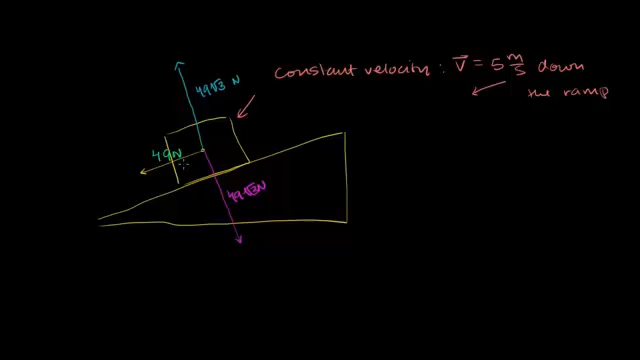 49√3 N
constant velocity : v⃗ = 5 m/s down
the ramp
49N
49√3N